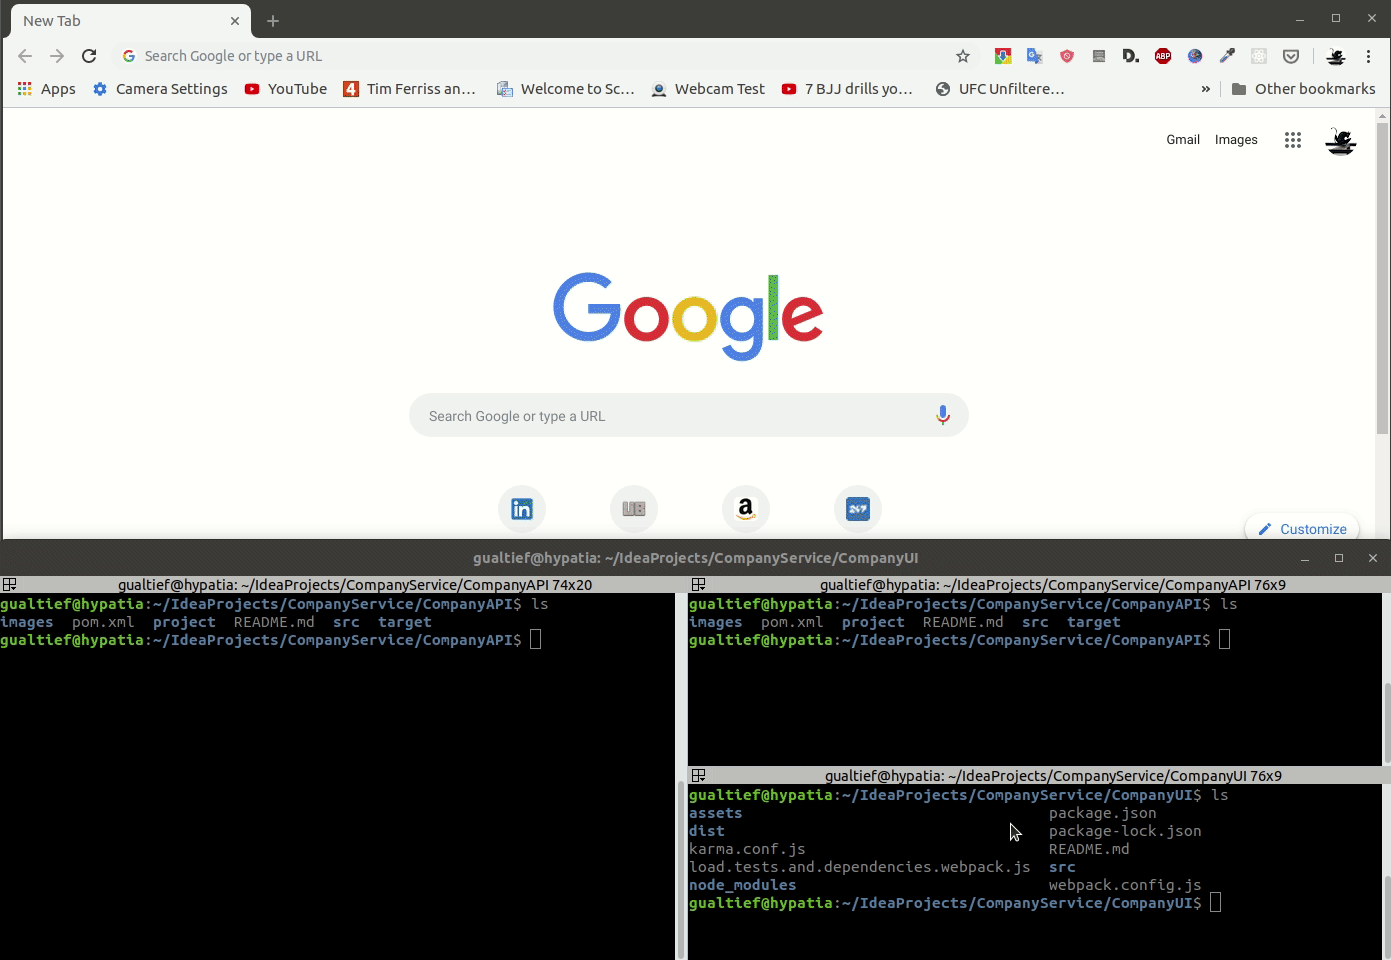 New Tab
Search Google or type a URL
D. ABP
Apps Camera Settings YouTube 4 Tim Ferriss an... Welcome to Sc... Webcam Test 7 BJJ drills yo... UFC Unfiltere... » Other bookmarks
Gmail Images
Google
Search Google or type a URL
in UB a 24/7
Customize
gualtief@hypatia: ~/IdeaProjects/CompanyService/CompanyUI
gualtief@hypatia: ~/IdeaProjects/CompanyService/CompanyAPI 74x20
gualtief@hypatia:~/IdeaProjects/CompanyService/CompanyAPI$ ls
images pom.xml project README.md src target
gualtief@hypatia:~/IdeaProjects/CompanyService/CompanyAPI$
gualtief@hypatia: ~/IdeaProjects/CompanyService/CompanyAPI 76x9
gualtief@hypatia:~/IdeaProjects/CompanyService/CompanyAPI$ ls
images pom.xml project README.md src target
gualtief@hypatia:~/IdeaProjects/CompanyService/CompanyAPI$
gualtief@hypatia: ~/IdeaProjects/CompanyService/CompanyUI 76x9
gualtief@hypatia:~/IdeaProjects/CompanyService/CompanyUI$ ls
assets package.json
dist package-lock.json
karma.conf.js README.md
load.tests.and.dependencies.webpack.js src
node_modules webpack.config.js
gualtief@hypatia:~/IdeaProjects/CompanyService/CompanyUI$